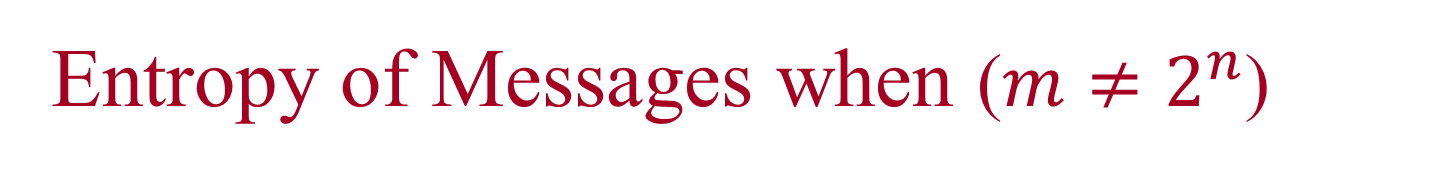 Entropy of Messages when (m ≠ 2ⁿ)